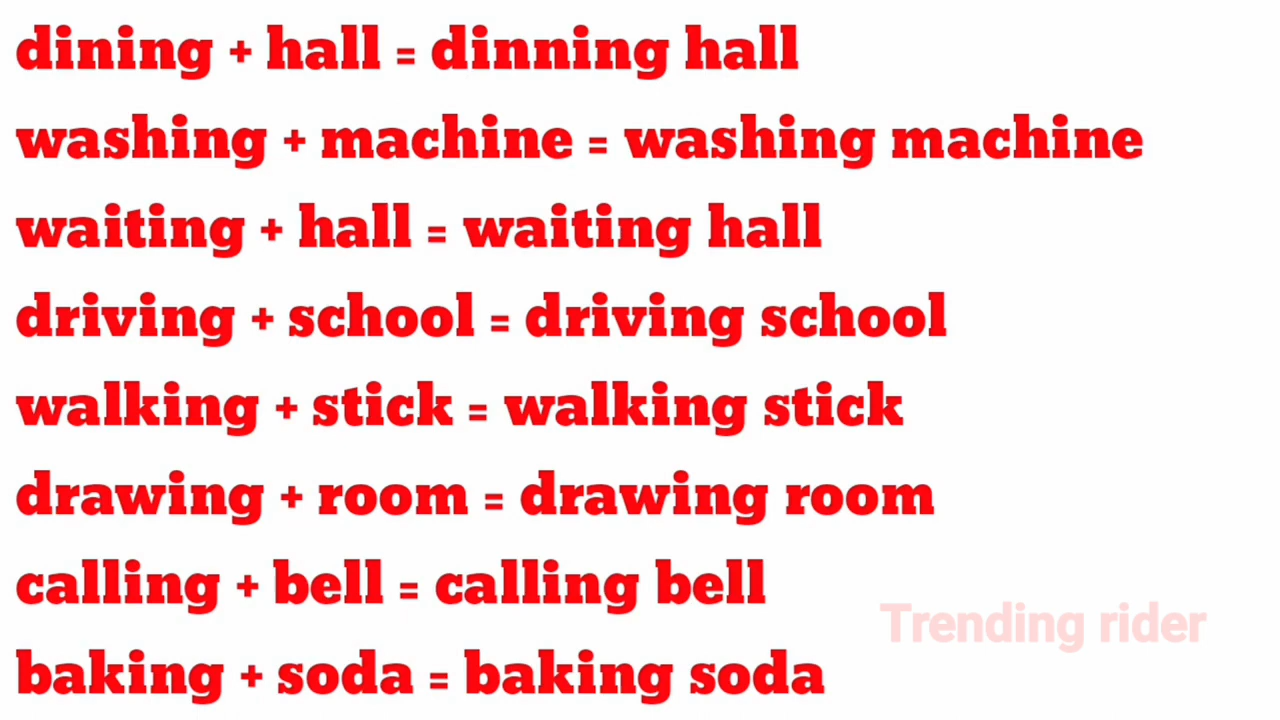 dining + hall = dinning hall
washing + machine = washing machine
waiting + hall = waiting hall
driving + school = driving school
walking + stick = walking stick
drawing + room = drawing room
calling + bell = calling bell
Trending rider
baking + soda = baking soda